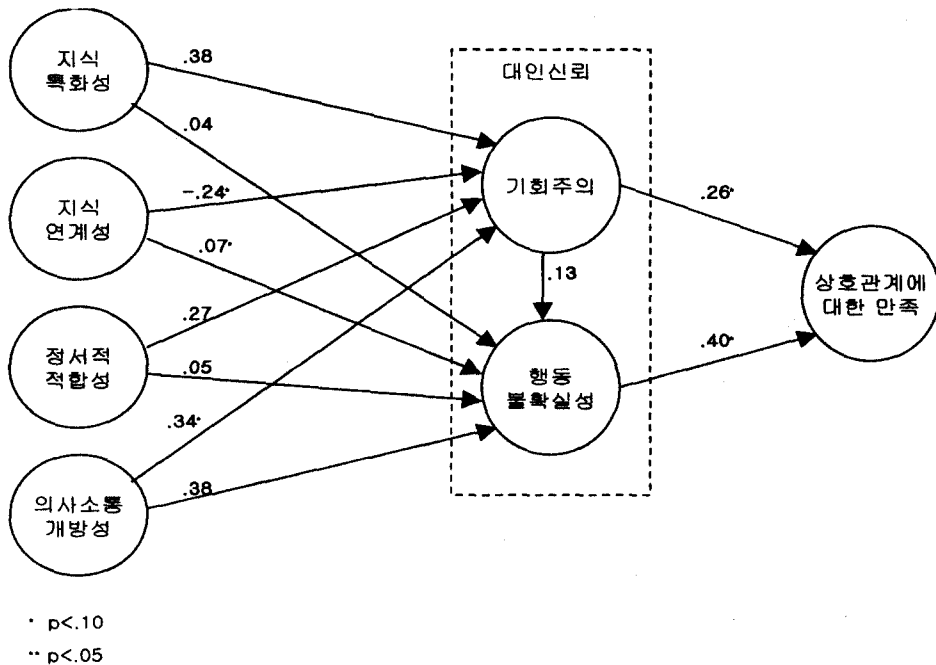 지식
특화성
.38
.04
대인신뢰
기회주의
지식
연계성
-.24*
.07*
.26*
.13
상호관계에
대한 만족
정서적
적합성
.27
.05
.40*
행동
불확실성
.34*
.38
의사소통
개방성
* p<.10
** p<.05